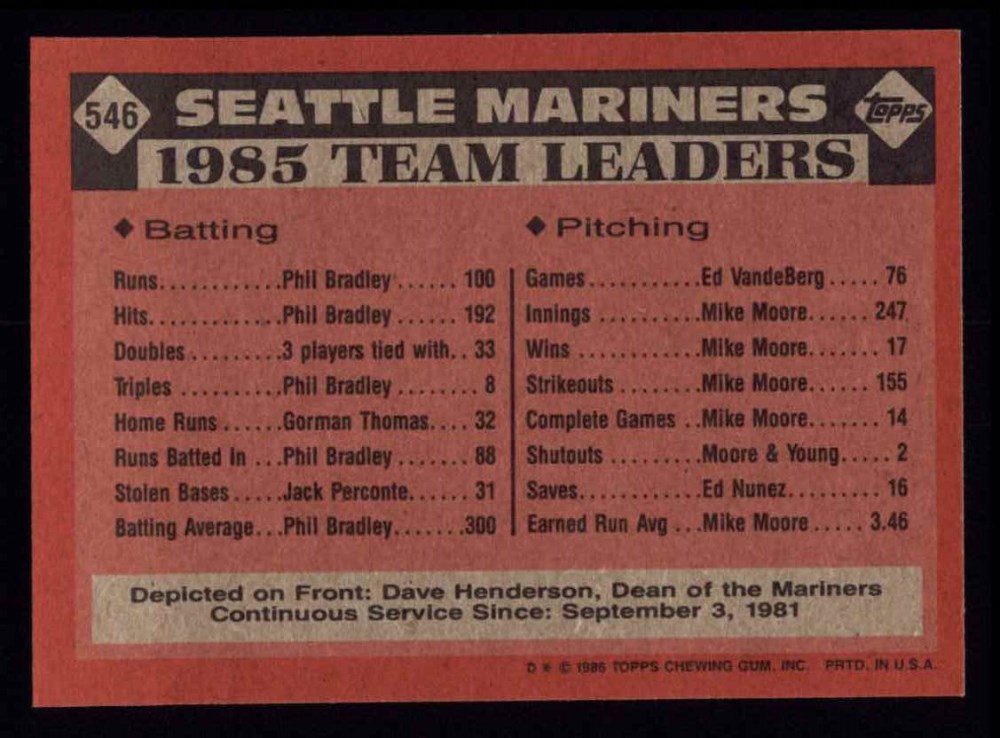 546 SEATTLE MARINERS Topps
1985 TEAM LEADERS
◆ Batting
Runs.............Phil Bradley...... 100
Hits..............Phil Bradley...... 192
Doubles .........3 players tied with.. 33
Triples ..........Phil Bradley........ 8
Home Runs ......Gorman Thomas.... 32
Runs Batted In ...Phil Bradley....... 88
Stolen Bases.....Jack Perconte...... 31
Batting Average...Phil Bradley.......300
◆ Pitching
Games...........Ed VandeBerg..... 76
Innings ..........Mike Moore...... 247
Wins ............Mike Moore....... 17
Strikeouts ........Mike Moore...... 155
Complete Games ..Mike Moore....... 14
Shutouts .........Moore & Young..... 2
Saves............Ed Nunez......... 16
Earned Run Avg ...Mike Moore..... 3.46
Depicted on Front: Dave Henderson, Dean of the Mariners
Continuous Service Since: September 3, 1981
D * © 1986 TOPPS CHEWING GUM, INC. PRTD. IN U.S.A.